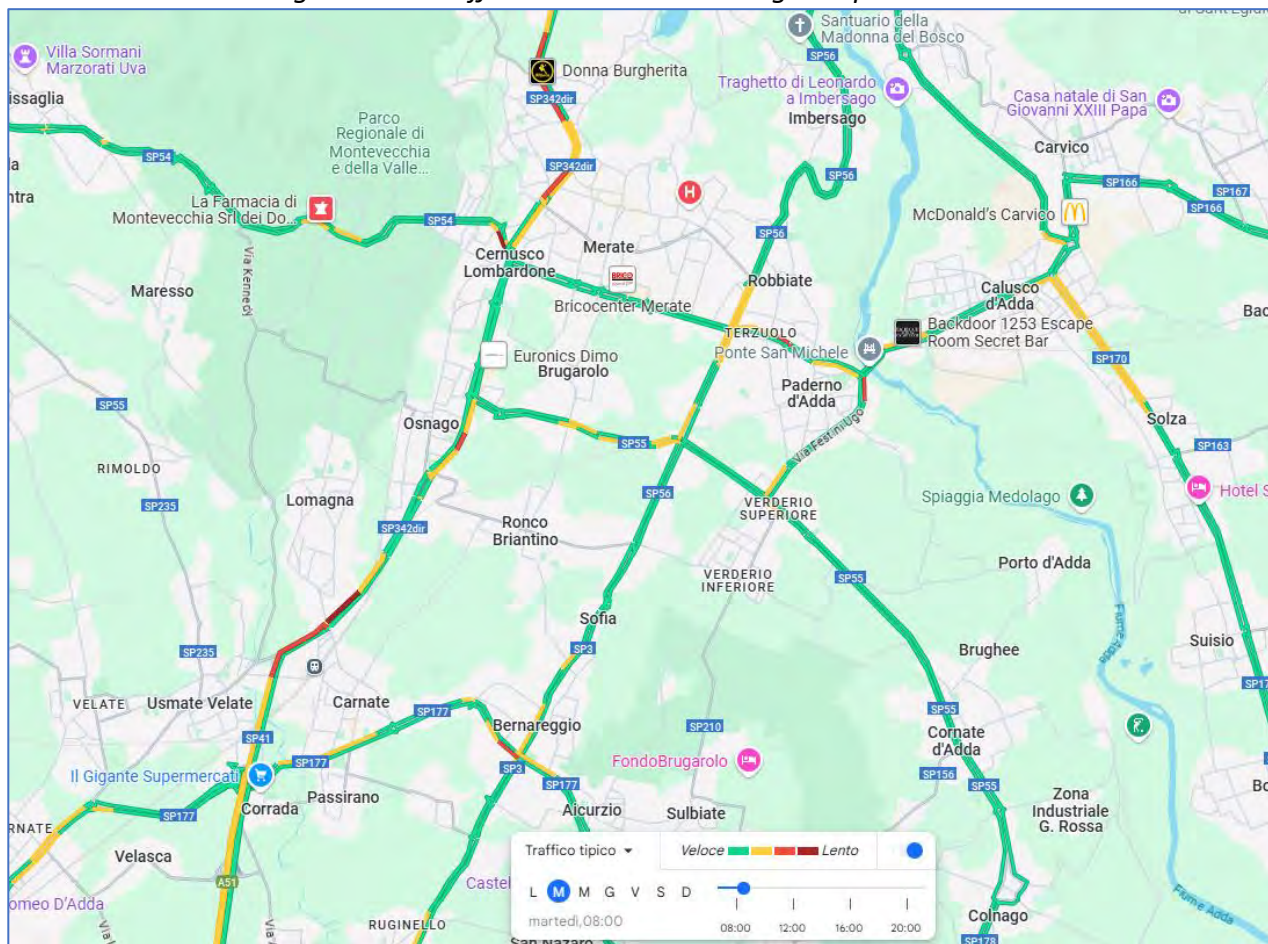 Santuario della
Madonna del Bosco
Villa Sormani
Marzorati Uva
Donna Burgherita
SP56
SP342dir
Traghetto di Leonardo
a Imbersago
Imbersago
Casa natale di San
Giovanni XXIII Papa
issaglia
Parco
Regionale di
Montevecchia
e della Valle...
Carvico
SP54
SP342dir
SP56
SP166
SP167
SP166
La Farmacia di
Montevecchia Srl dei Do...
H
McDonald's Carvico
SP54
SP56
Cernusco
Lombardone
Merate
BRICO
Robbiate
Via Kennedy
Maresso
Bricocenter Merate
Calusco
d'Adda
TERZUOLO
Backdoor 1253 Escape
Room Secret Bar
Ponte San Michele
Euronics Dimo
Brugarolo
SP170
Paderno
d'Adda
SP55
Osnago
Via Festini Ugo
Solza
SP55
SP163
RIMOLDO
SP235
Lomagna
SP56
VERDERIO
SUPERIORE
Spiaggia Medolago
Hotel S
SP342dir
Ronco
Briantino
VERDERIO
INFERIORE
Porto d'Adda
SP55
Sofia
Fiume Adda
Suisio
SP235
SP3
Brughee
VELATE
Usmate Velate
Carnate
SP177
SP55
Bernareggio
SP210
SP41
Cornate
d'Adda
Il Gigante Supermercati
SP177
SP3
FondoBrugarolo
SP156
SP177
SP55
Corrada
Passirano
Aicurzio
Sulbiate
Zona
Industriale
G. Rossa
SP177
RNATE
Velasca
Traffico tipico
Veloce
Lento
A51
Castel
L M M G V S D
omeo D'Adda
martedì,08:00
08:00 12:00 16:00 20:00
Fiume Adda
Colnago
RUGINELLO
San Nazaro
SP178